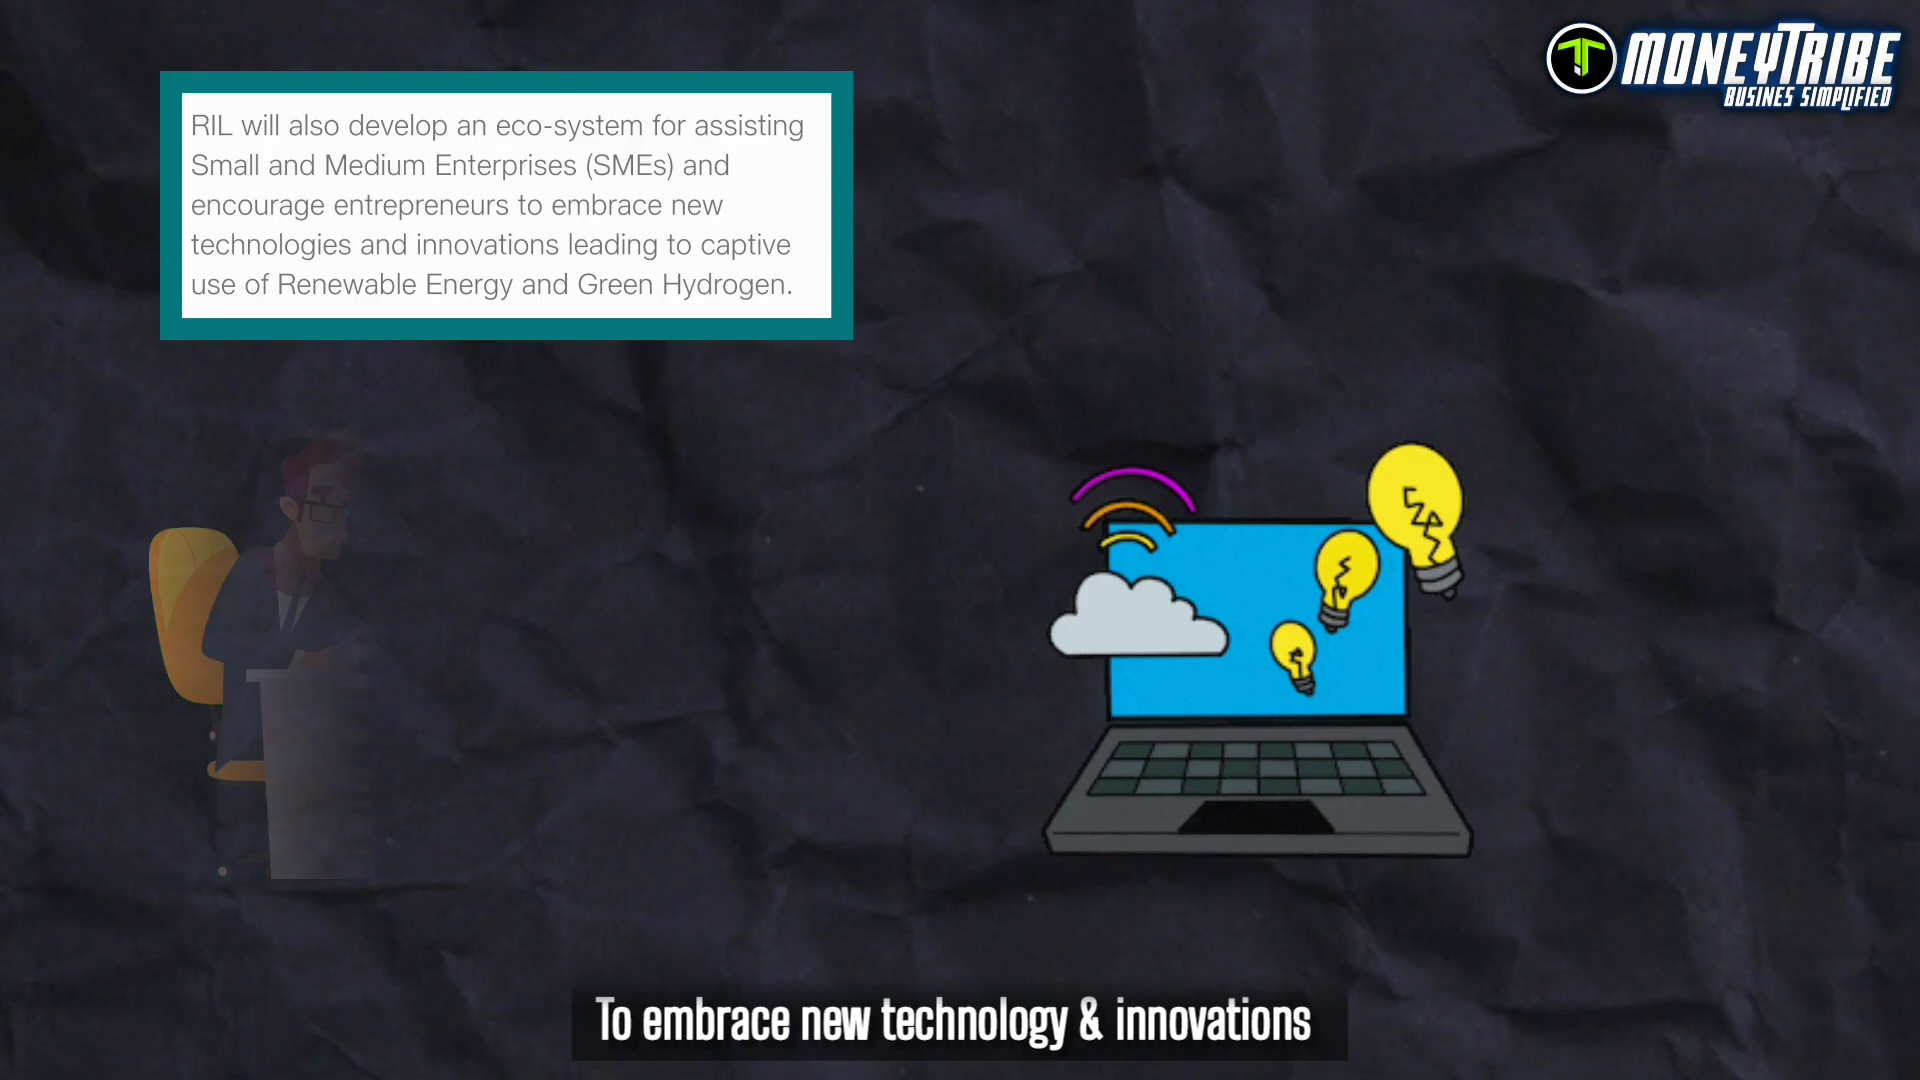 MONEYTRIBE
BUSINES SIMPLIFIED
RIL will also develop an eco-system for assisting
Small and Medium Enterprises (SMEs) and
encourage entrepreneurs to embrace new
technologies and innovations leading to captive
use of Renewable Energy and Green Hydrogen.
To embrace new technology & innovations